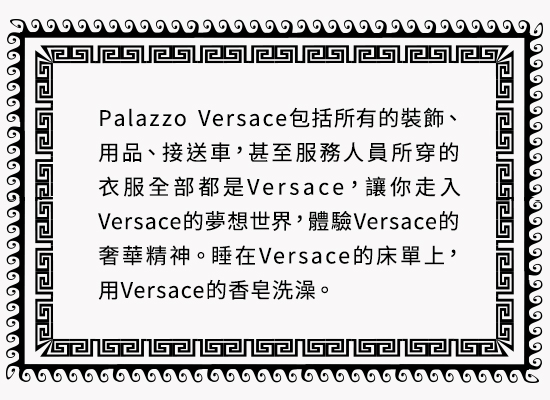 Palazzo Versace包括所有的裝飾、
用品、接送車，甚至服務人員所穿的
衣服全部都是Versace，讓你走入
Versace的夢想世界，體驗Versace的
奢華精神。睡在Versace的床單上，
用Versace的香皂洗澡。